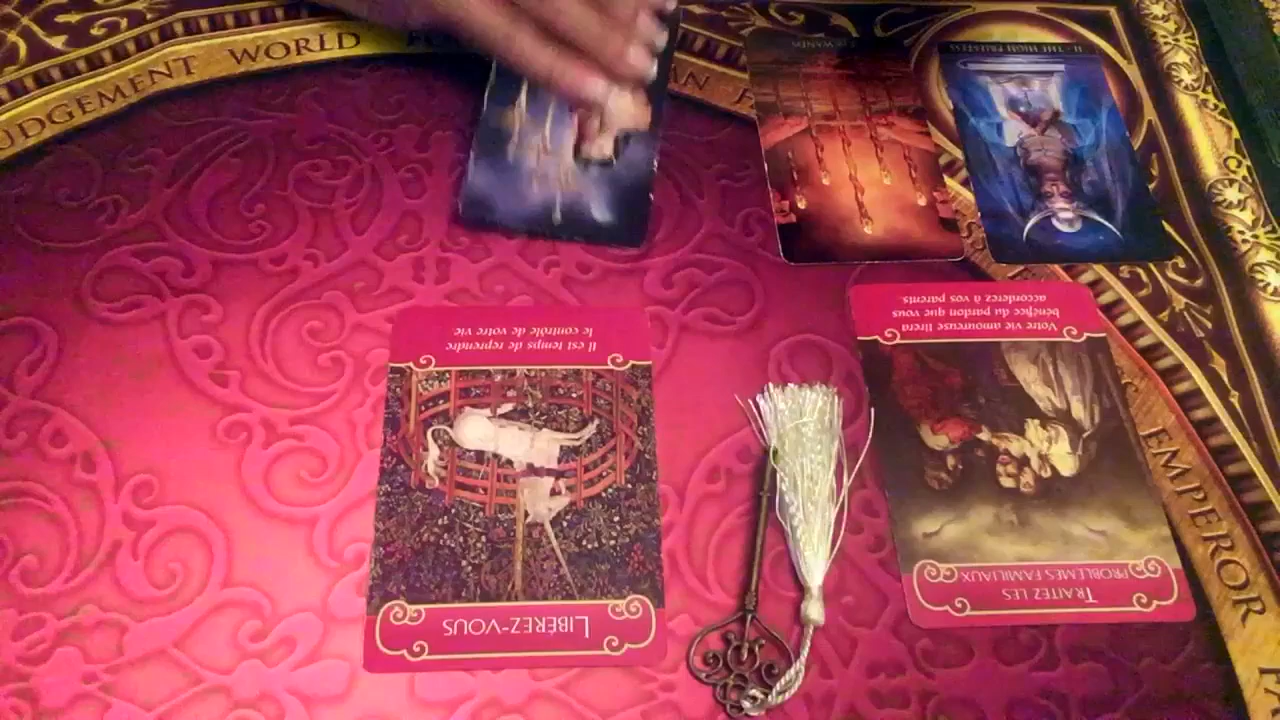 JUDGEMENT WORLD
EMPEROR
WANDS
II - THE HIGH PRIESTESS
LIBÉREZ-VOUS
Il est temps de reprendre
le contrôle de votre vie
TRAITEZ LES
PROBLÈMES FAMILIAUX
Votre vie amoureuse tirera
bénéfice du pardon que vous
accorderez à vos parents.